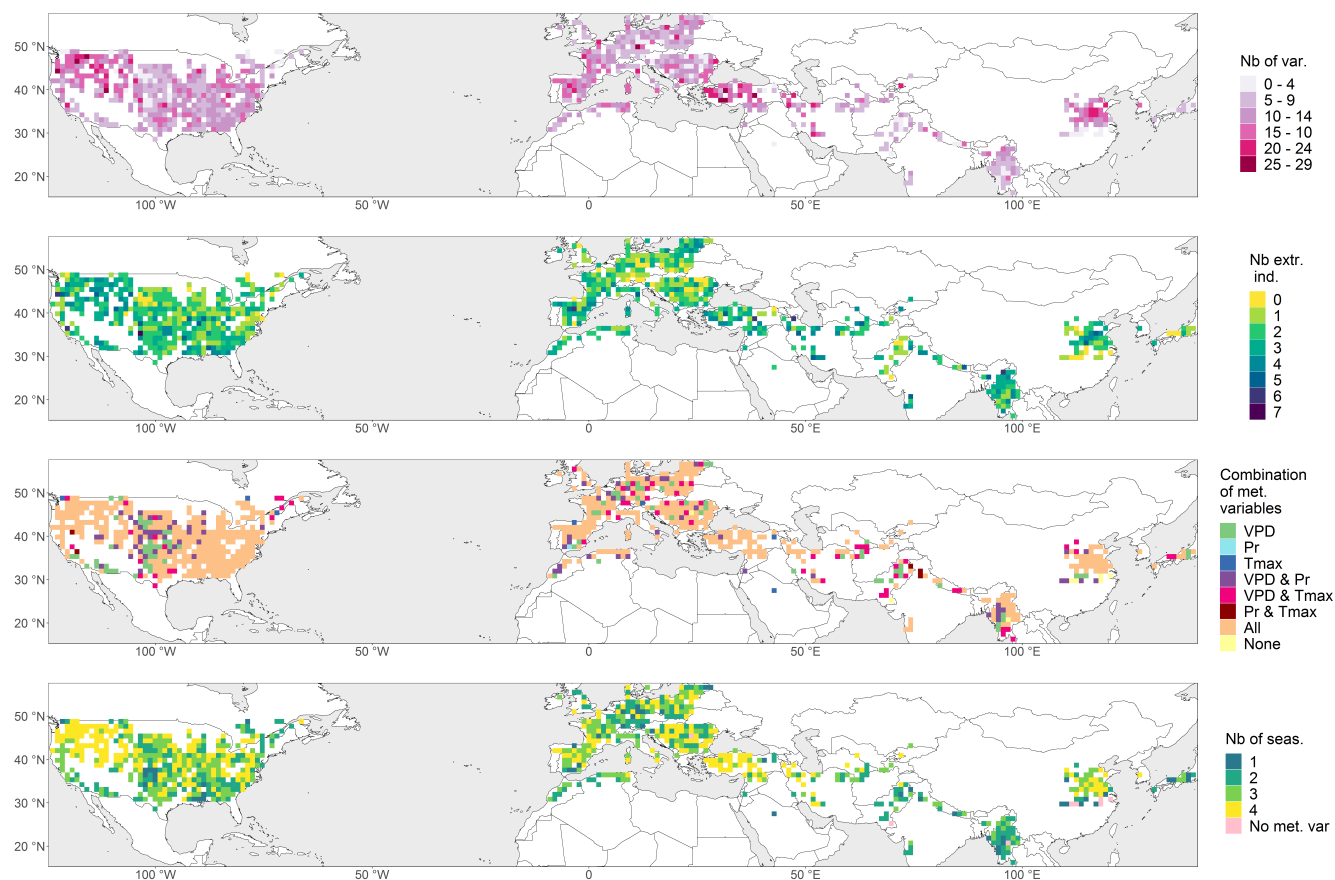 50 °N
40 °N
30 °N
20 °N
100 °W
50 °W
0
50 °E
100 °E
Nb of var.
0 - 4
5 - 9
10 - 14
15 - 10
20 - 24
25 - 29
50 °N
40 °N
30 °N
20 °N
100 °W
50 °W
0
50 °E
100 °E
Nb extr.
ind.
0
1
2
3
4
5
6
7
50 °N
40 °N
30 °N
20 °N
100 °W
50 °W
0
50 °E
100 °E
Combination
of met.
variables
VPD
Pr
Tmax
VPD & Pr
VPD & Tmax
Pr & Tmax
All
None
50 °N
40 °N
30 °N
20 °N
100 °W
50 °W
0
50 °E
100 °E
Nb of seas.
1
2
3
4
No met. var